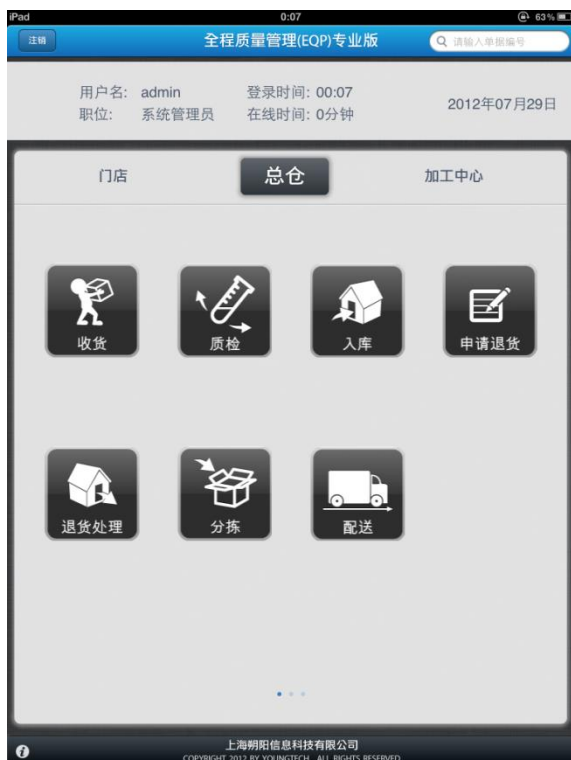 iPad 0:07 63%
注销 全程质量管理(EQP)专业版 请输入单据编号
用户名: admin 登录时间: 00:07
职位: 系统管理员 在线时间: 0分钟
2012年07月29日
门店 总仓 加工中心
收货 质检 入库 申请退货
退货处理 分拣 配送
上海朔阳信息科技有限公司
COPYRIGHT 2012 BY YOUNGTECH ALL RIGHTS RESERVED